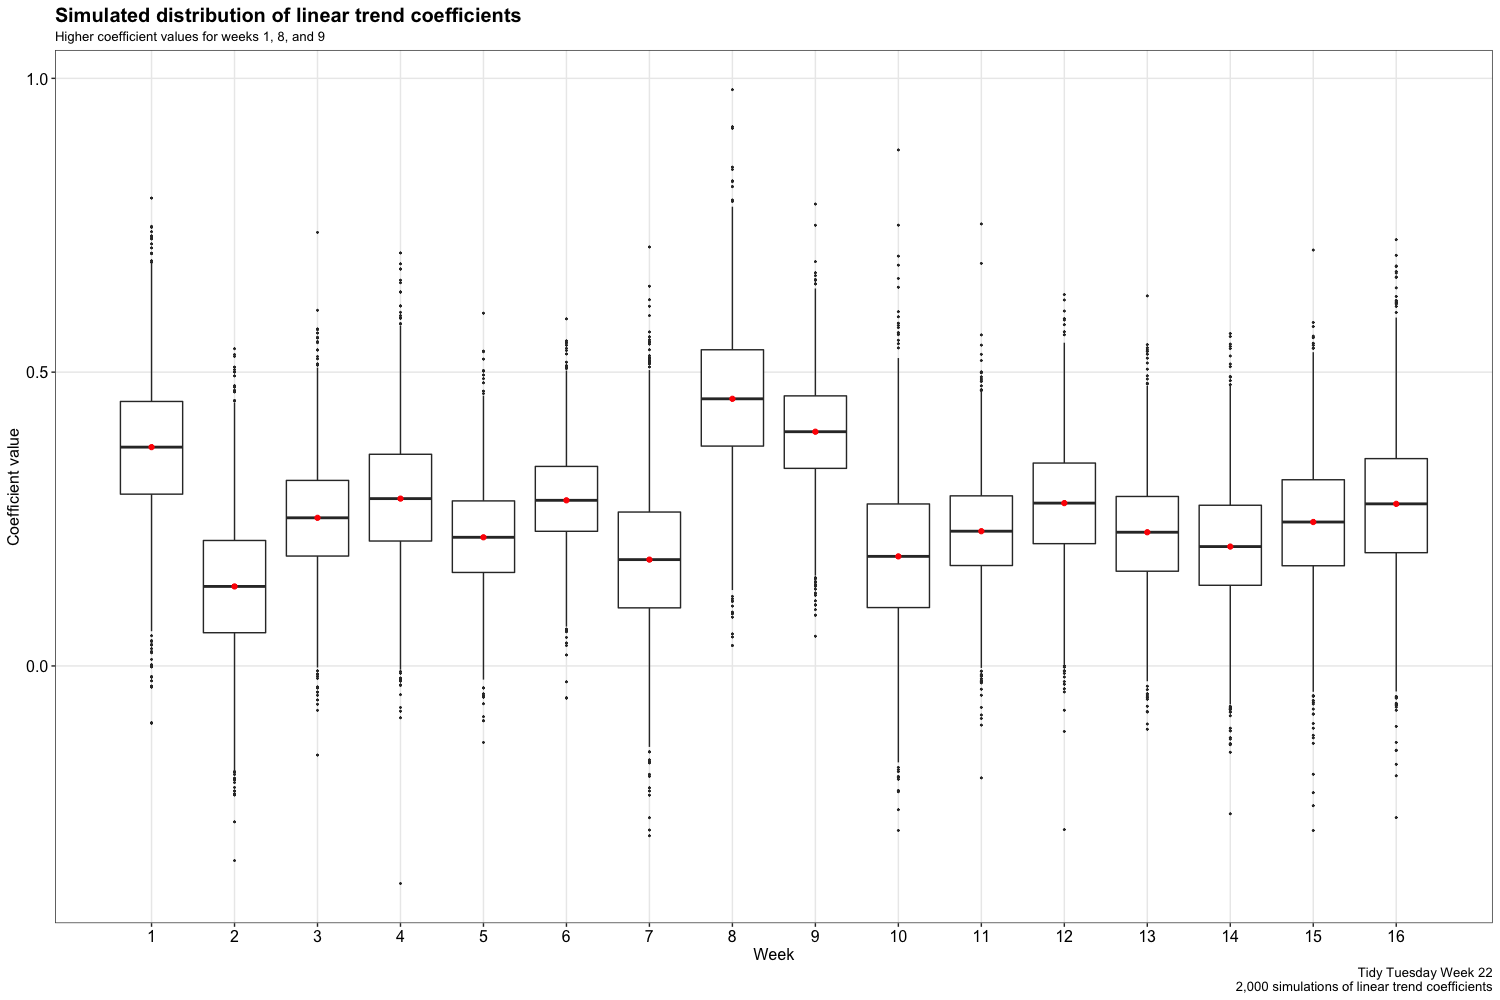 Simulated distribution of linear trend coefficients
Higher coefficient values for weeks 1, 8, and 9
Coefficient value
1.0
0.5
0.0
1 2 3 4 5 6 7 8 9 10 11 12 13 14 15 16
Week
Tidy Tuesday Week 22
2,000 simulations of linear trend coefficients